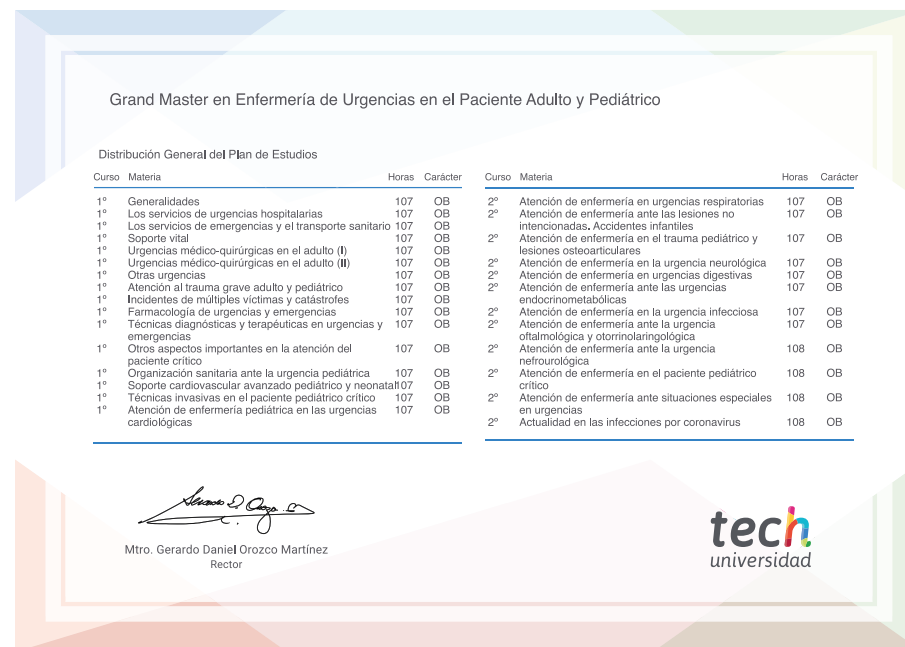 Grand Master en Enfermería de Urgencias en el Paciente Adulto y Pediátrico
Distribución General del Plan de Estudios
Curso Materia Horas Carácter
1º Generalidades 107 OB
1º Los servicios de urgencias hospitalarias 107 OB
1º Los servicios de emergencias y el transporte sanitario 107 OB
1º Soporte vital 107 OB
1º Urgencias médico-quirúrgicas en el adulto (I) 107 OB
1º Urgencias médico-quirúrgicas en el adulto (II) 107 OB
1º Otras urgencias 107 OB
1º Atención al trauma grave adulto y pediátrico 107 OB
1º Incidentes de múltiples víctimas y catástrofes 107 OB
1º Farmacología de urgencias y emergencias 107 OB
1º Técnicas diagnósticas y terapéuticas en urgencias y 107 OB
emergencias
1º Otros aspectos importantes en la atención del 107 OB
paciente crítico
1º Organización sanitaria ante la urgencia pediátrica 107 OB
1º Soporte cardiovascular avanzado pediátrico y neonatal 107 OB
1º Técnicas invasivas en el paciente pediátrico crítico 107 OB
1º Atención de enfermería pediátrica en las urgencias 107 OB
cardiológicas
Curso Materia Horas Carácter
2º Atención de enfermería en urgencias respiratorias 107 OB
2º Atención de enfermería ante las lesiones no 107 OB
intencionadas. Accidentes infantiles
2º Atención de enfermería en el trauma pediátrico y 107 OB
lesiones osteoarticulares
2º Atención de enfermería en la urgencia neurológica 107 OB
2º Atención de enfermería en urgencias digestivas 107 OB
2º Atención de enfermería ante las urgencias 107 OB
endocrinometabólicas
2º Atención de enfermería en la urgencia infecciosa 107 OB
2º Atención de enfermería ante la urgencia 107 OB
oftalmológica y otorrinolaringológica
2º Atención de enfermería ante la urgencia 108 OB
nefrourológica
2º Atención de enfermería en el paciente pediátrico 108 OB
crítico
2º Atención de enfermería ante situaciones especiales 108 OB
en urgencias
2º Actualidad en las infecciones por coronavirus 108 OB
Mtro. Gerardo Daniel Orozco Martínez
Rector
tech
universidad